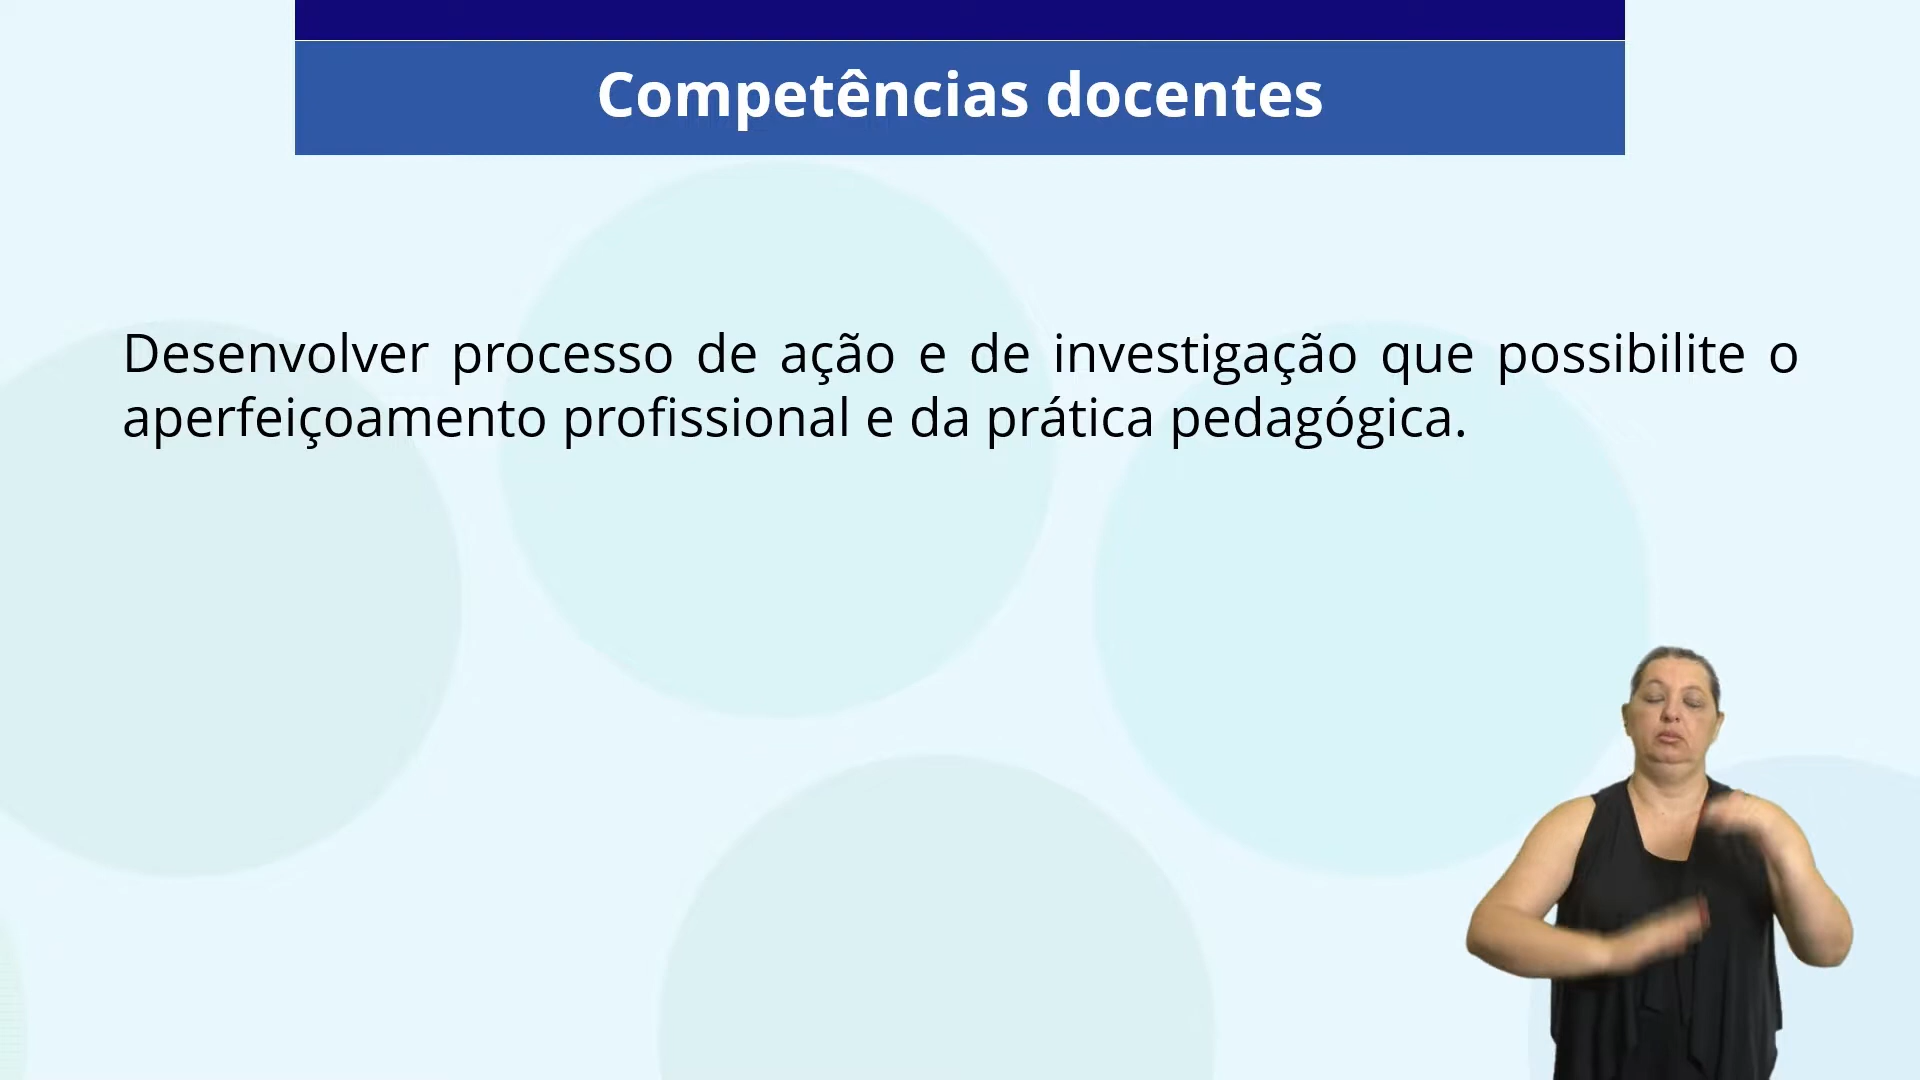 Competências docentes
Desenvolver processo de ação e de investigação que possibilite o
aperfeiçoamento profissional e da prática pedagógica.